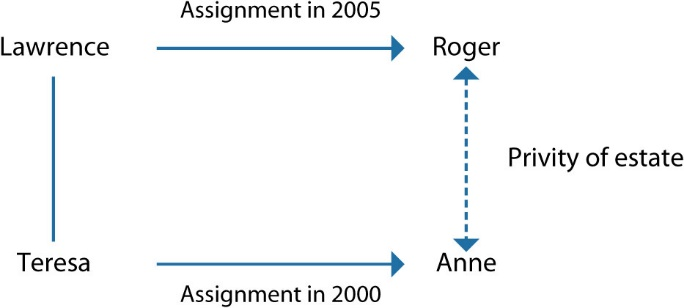 Assignment in 2005
Lawrence
Roger
Privity of estate
Teresa
Anne
Assignment in 2000